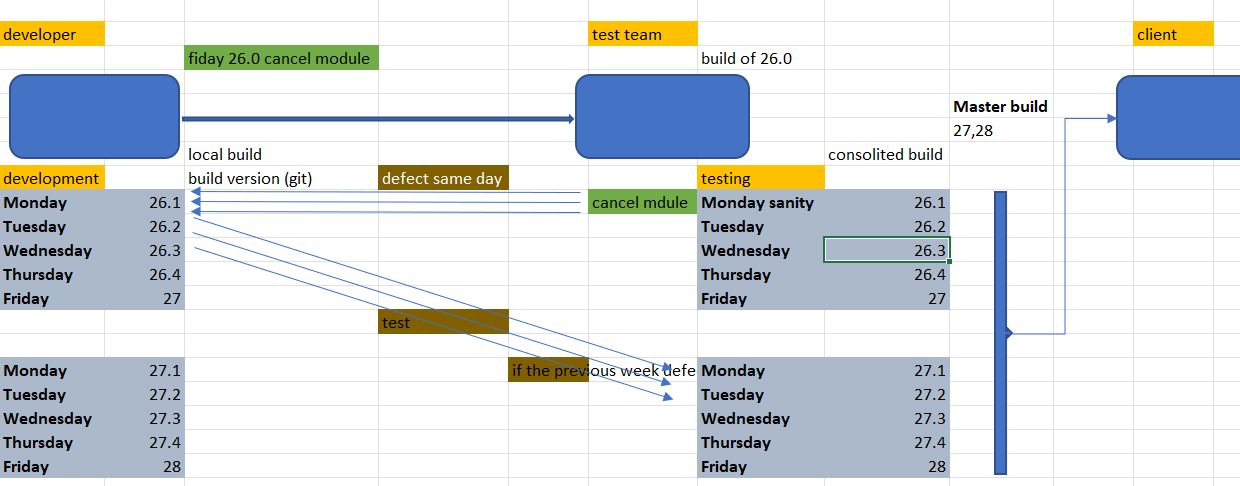 developer test team client
fiday 26.0 cancel module build of 26.0
Master build
27,28
local build consolited build
development build version (git) defect same day testing
Monday 26.1 cancel mdule Monday sanity 26.1
Tuesday 26.2 Tuesday 26.2
Wednesday 26.3 Wednesday 26.3
Thursday 26.4 Thursday 26.4
Friday 27 Friday 27
test
Monday 27.1 if the previous week defe Monday 27.1
Tuesday 27.2 Tuesday 27.2
Wednesday 27.3 Wednesday 27.3
Thursday 27.4 Thursday 27.4
Friday 28 Friday 28